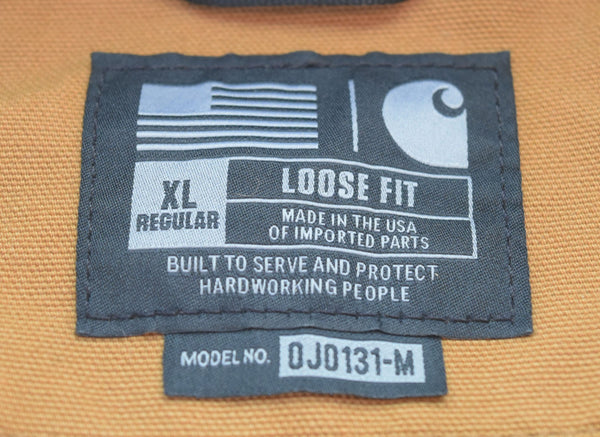 XL
REGULAR
LOOSE FIT
MADE IN THE USA
OF IMPORTED PARTS
BUILT TO SERVE AND PROTECT
HARDWORKING PEOPLE
MODEL NO. OJ0131-M